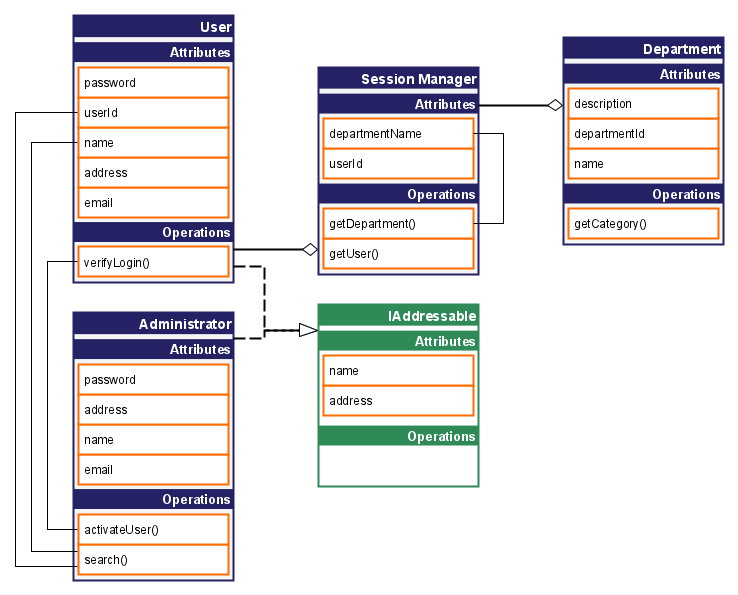 User
Attributes
password
userId
name
address
email
Operations
verifyLogin()
Administrator
Attributes
password
address
name
email
Operations
activateUser()
search()
Session Manager
Attributes
departmentName
userId
Operations
getDepartment()
getUser()
IAddressable
Attributes
name
address
Operations
Department
Attributes
description
departmentId
name
Operations
getCategory()